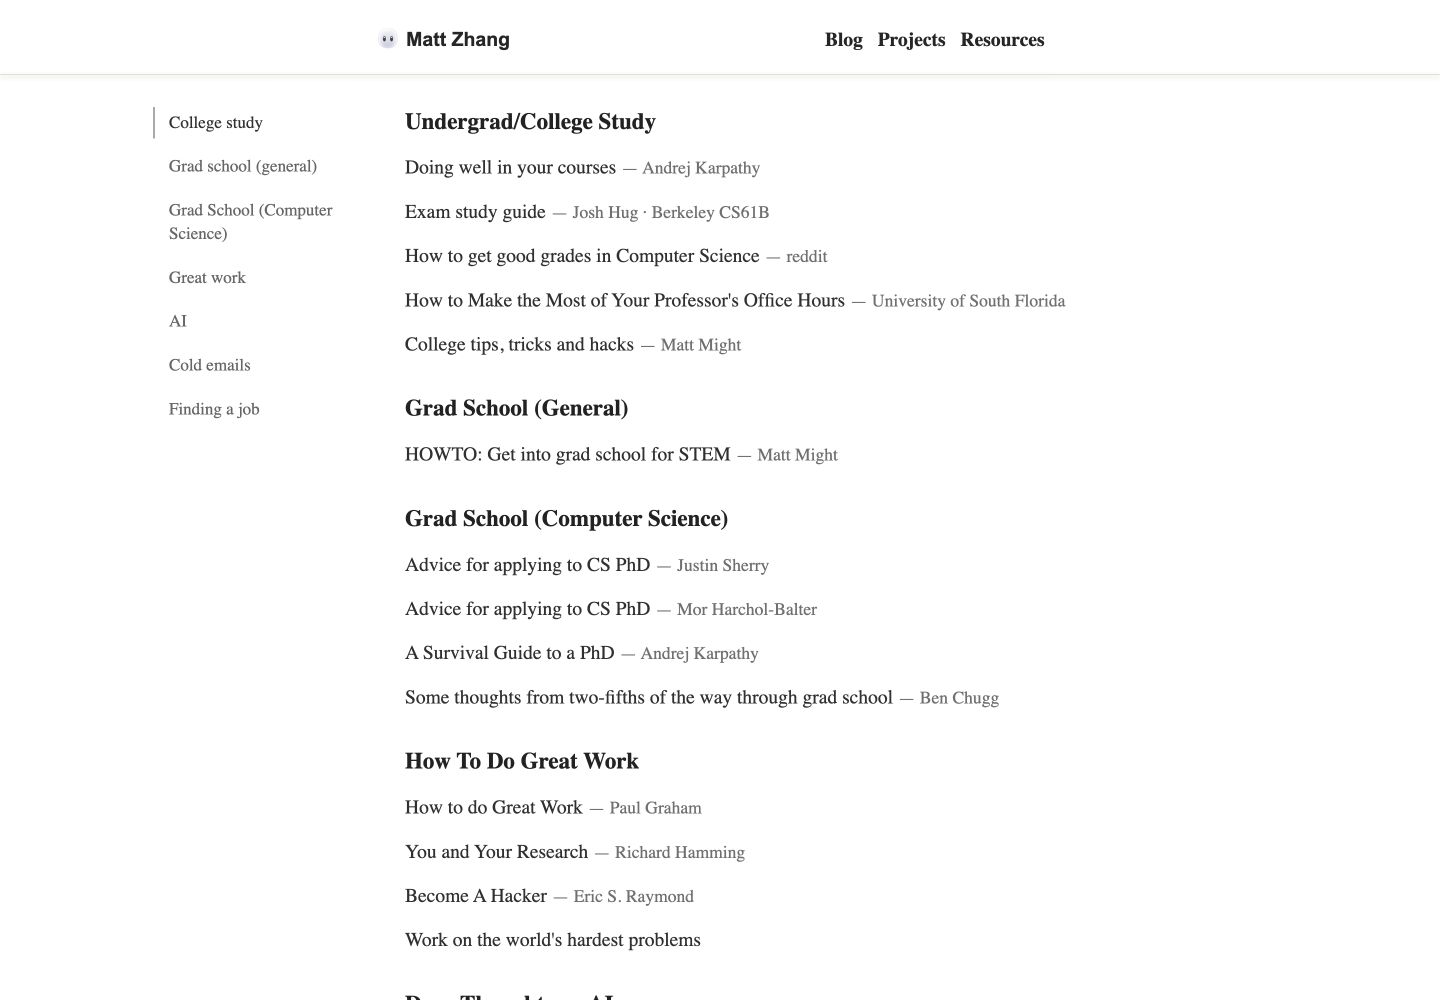 Matt Zhang
Blog Projects Resources
College study
Grad school (general)
Grad School (Computer
Science)
Great work
AI
Cold emails
Finding a job
Undergrad/College Study
Doing well in your courses — Andrej Karpathy
Exam study guide — Josh Hug · Berkeley CS61B
How to get good grades in Computer Science — reddit
How to Make the Most of Your Professor's Office Hours — University of South Florida
College tips, tricks and hacks — Matt Might
Grad School (General)
HOWTO: Get into grad school for STEM — Matt Might
Grad School (Computer Science)
Advice for applying to CS PhD — Justin Sherry
Advice for applying to CS PhD — Mor Harchol-Balter
A Survival Guide to a PhD — Andrej Karpathy
Some thoughts from two-fifths of the way through grad school — Ben Chugg
How To Do Great Work
How to do Great Work — Paul Graham
You and Your Research — Richard Hamming
Become A Hacker — Eric S. Raymond
Work on the world's hardest problems